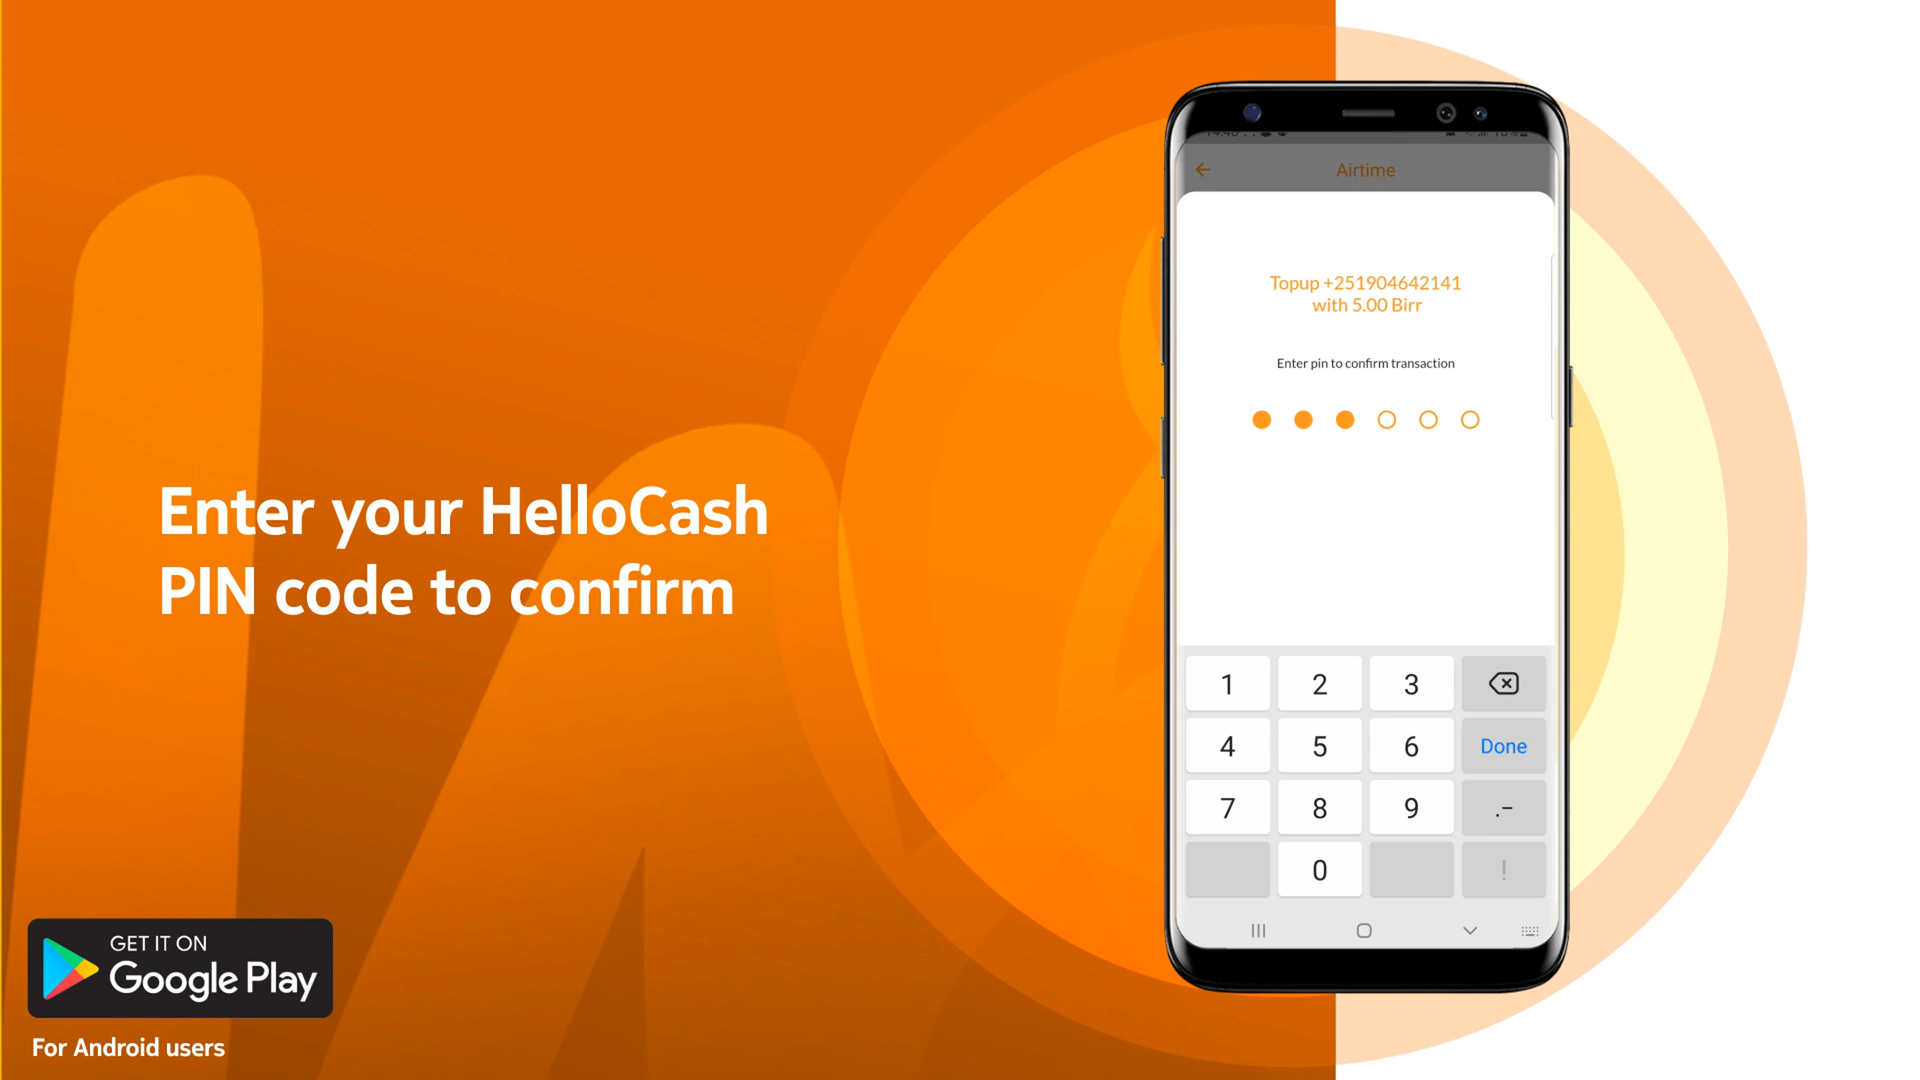 Enter your HelloCash
PIN code to confirm
GET IT ON
Google Play
For Android users
Airtime
Topup +251904642141
with 5.00 Birr
Enter pin to confirm transaction
1 2 3
4 5 6 Done
7 8 9 .-
0 !